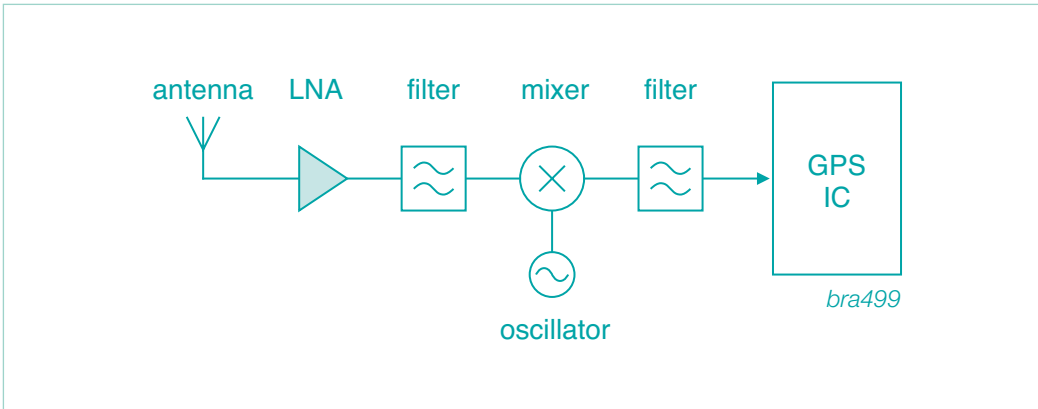 antenna LNA filter mixer filter
GPS
IC
bra499
oscillator